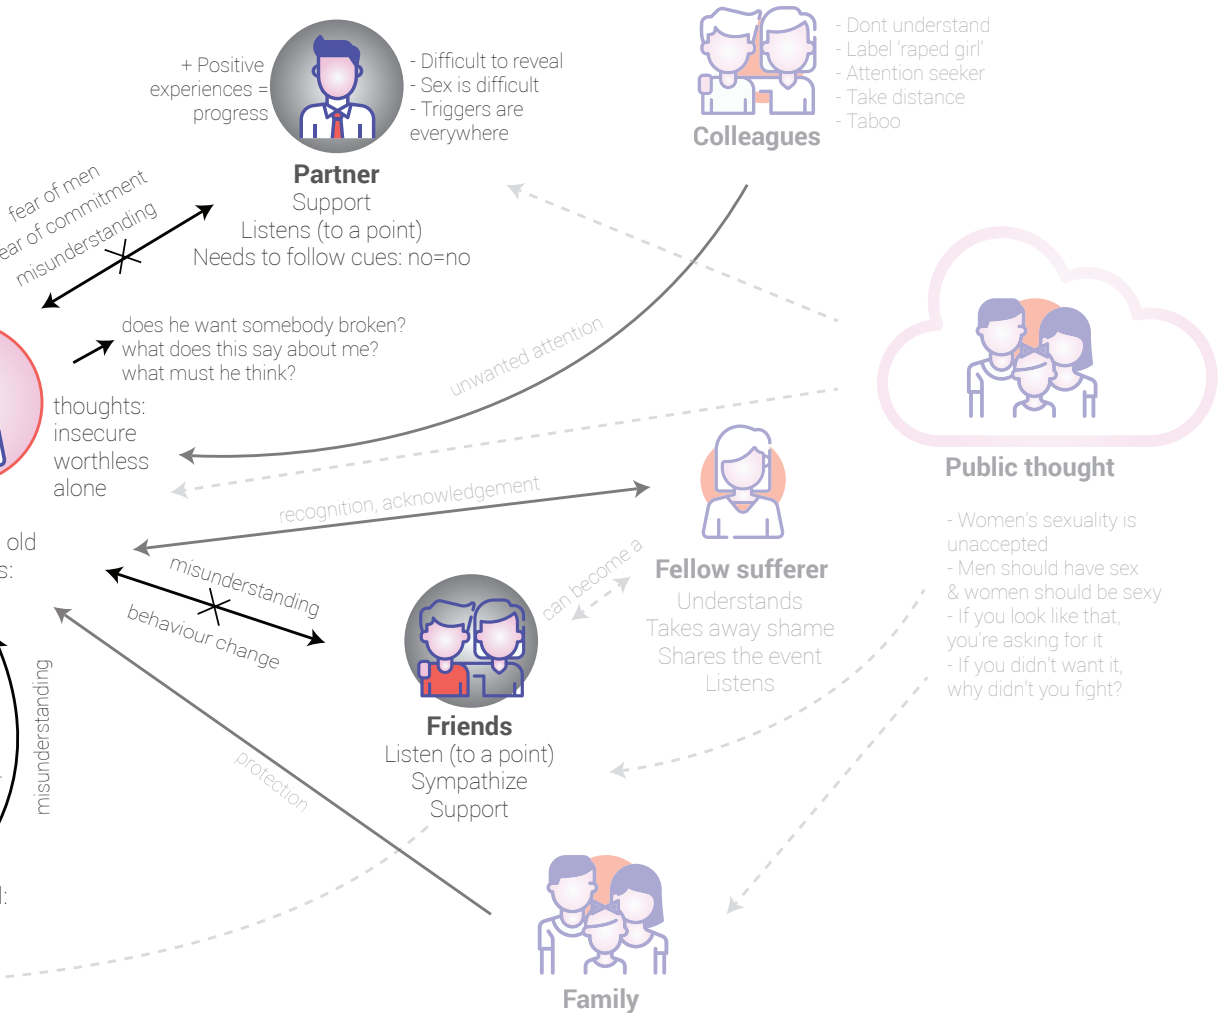 + Positive
experiences =
progress
- Difficult to reveal
- Sex is difficult
- Triggers are
everywhere
Partner
Support
Listens (to a point)
Needs to follow cues: no=no
- Dont understand
- Label 'raped girl'
- Attention seeker
- Take distance
- Taboo
Colleagues
fear of men
ear of commitment
misunderstanding
does he want somebody broken?
what does this say about me?
what must he think?
thoughts:
insecure
worthless
alone
unwanted attention
recognition, acknowledgement
old
s:
misunderstanding
behaviour change
can become a
Fellow sufferer
Understands
Takes away shame
Shares the event
Listens
Public thought
- Women's sexuality is
unaccepted
- Men should have sex
& women should be sexy
- If you look like that,
you're asking for it
- If you didn't want it,
why didn't you fight?
misunderstanding
protection
Friends
Listen (to a point)
Sympathize
Support
Family